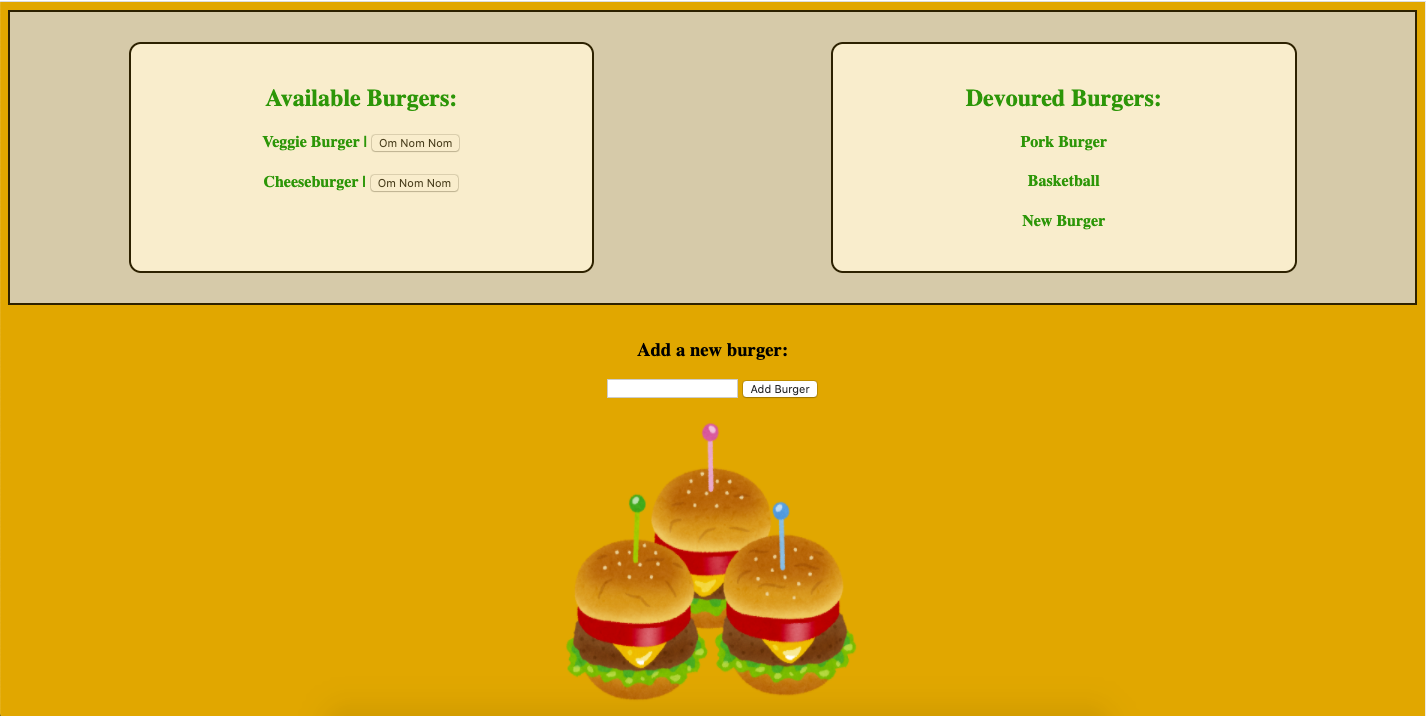 Available Burgers:
Veggie Burger | Om Nom Nom
Cheeseburger | Om Nom Nom
Devoured Burgers:
Pork Burger
Basketball
New Burger
Add a new burger:
Add Burger